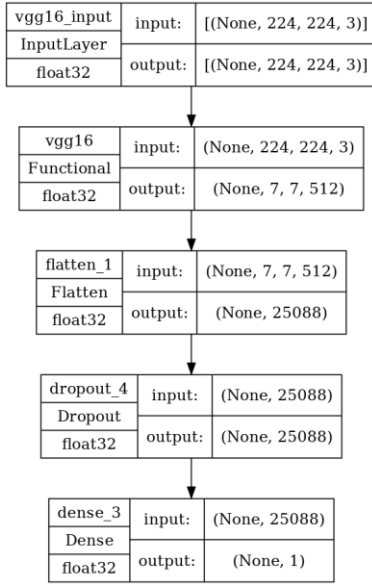 vgg16_input
InputLayer
float32
input:
[(None, 224, 224, 3)]
output:
[(None, 224, 224, 3)]
vgg16
Functional
float32
input:
(None, 224, 224, 3)
output:
(None, 7, 7, 512)
flatten_1
Flatten
float32
input:
(None, 7, 7, 512)
output:
(None, 25088)
dropout_4
Dropout
float32
input:
(None, 25088)
output:
(None, 25088)
dense_3
Dense
float32
input:
(None, 25088)
output:
(None, 1)